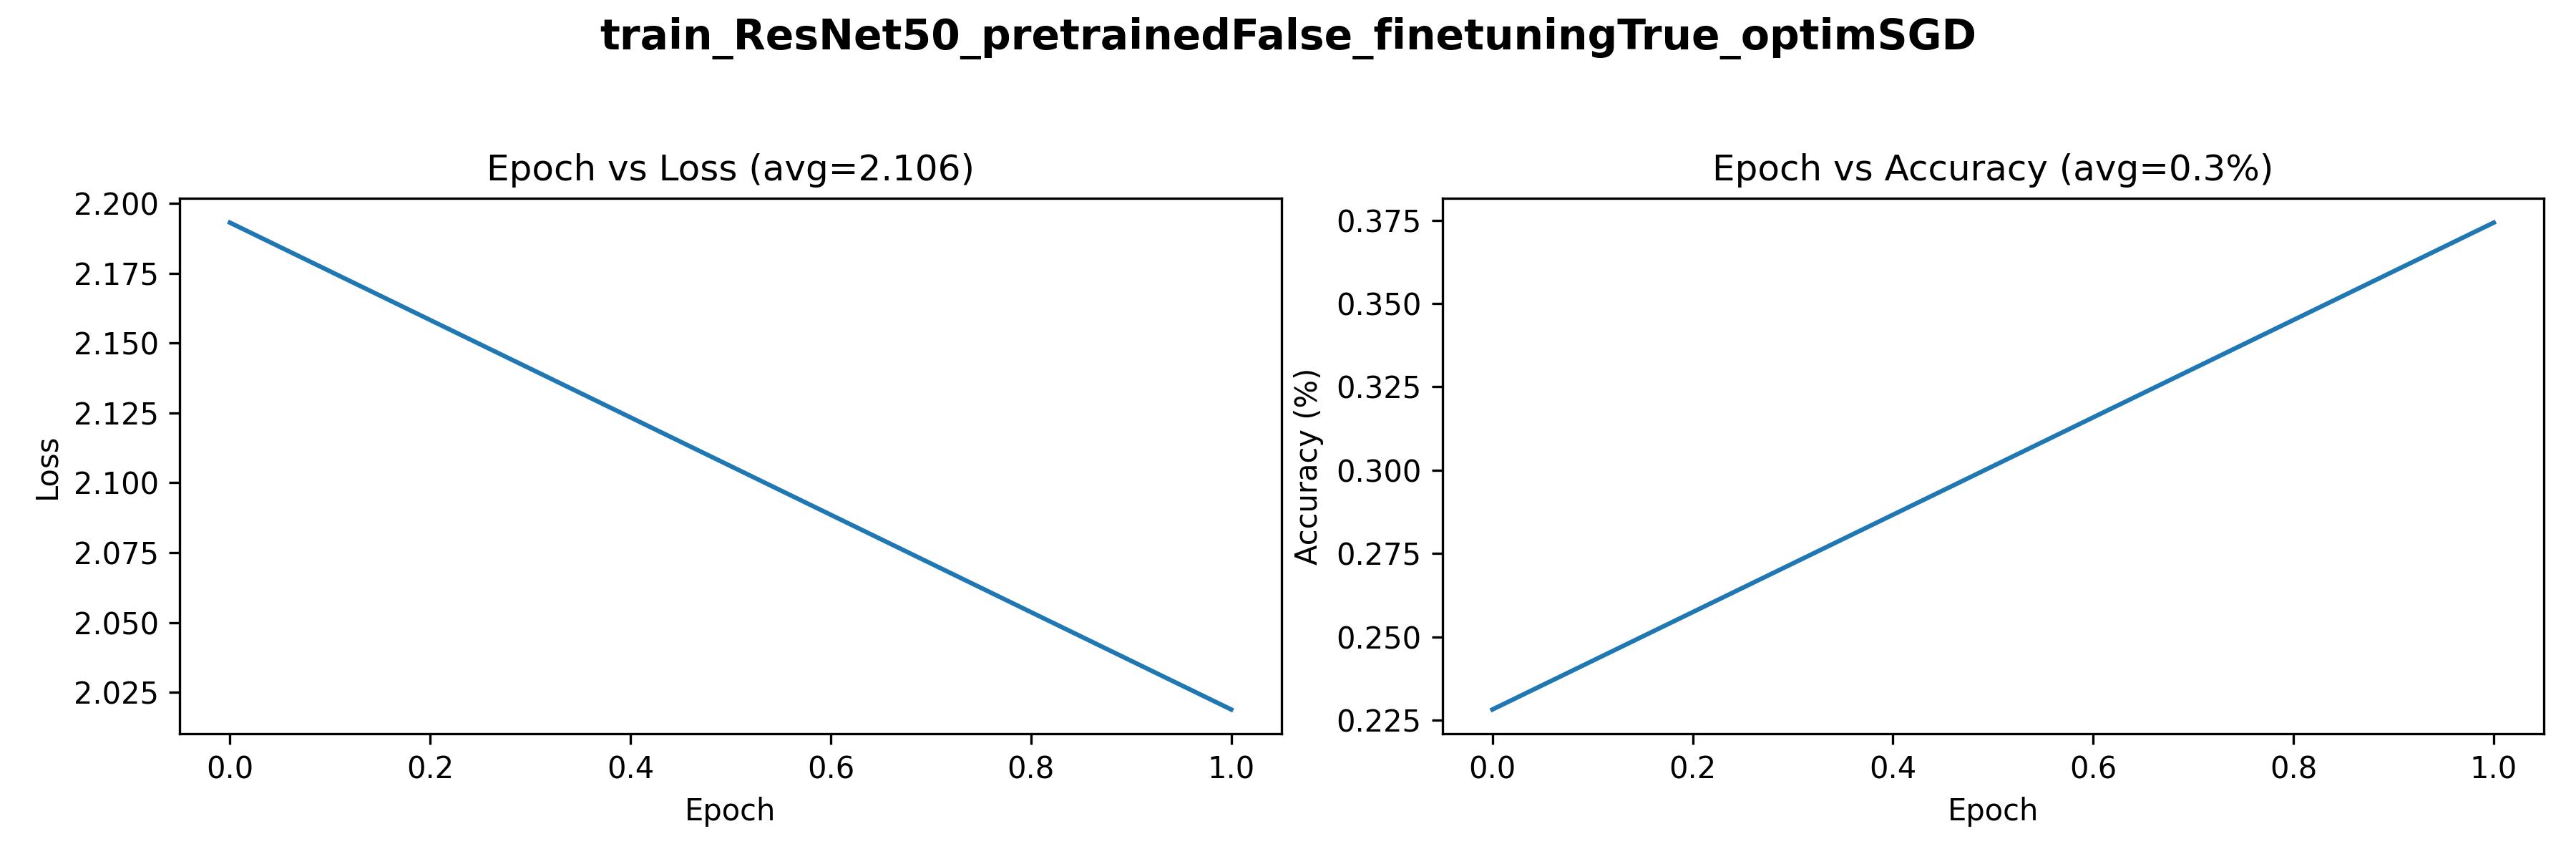 train_ResNet50_pretrainedFalse_finetuningTrue_optimSGD
Epoch vs Loss (avg=2.106)
2.200
2.175
2.150
2.125
2.100
2.075
2.050
2.025
Loss
0.0 0.2 0.4 0.6 0.8 1.0
Epoch
Epoch vs Accuracy (avg=0.3%)
0.375
0.350
0.325
0.300
0.275
0.250
0.225
Accuracy (%)
0.0 0.2 0.4 0.6 0.8 1.0
Epoch